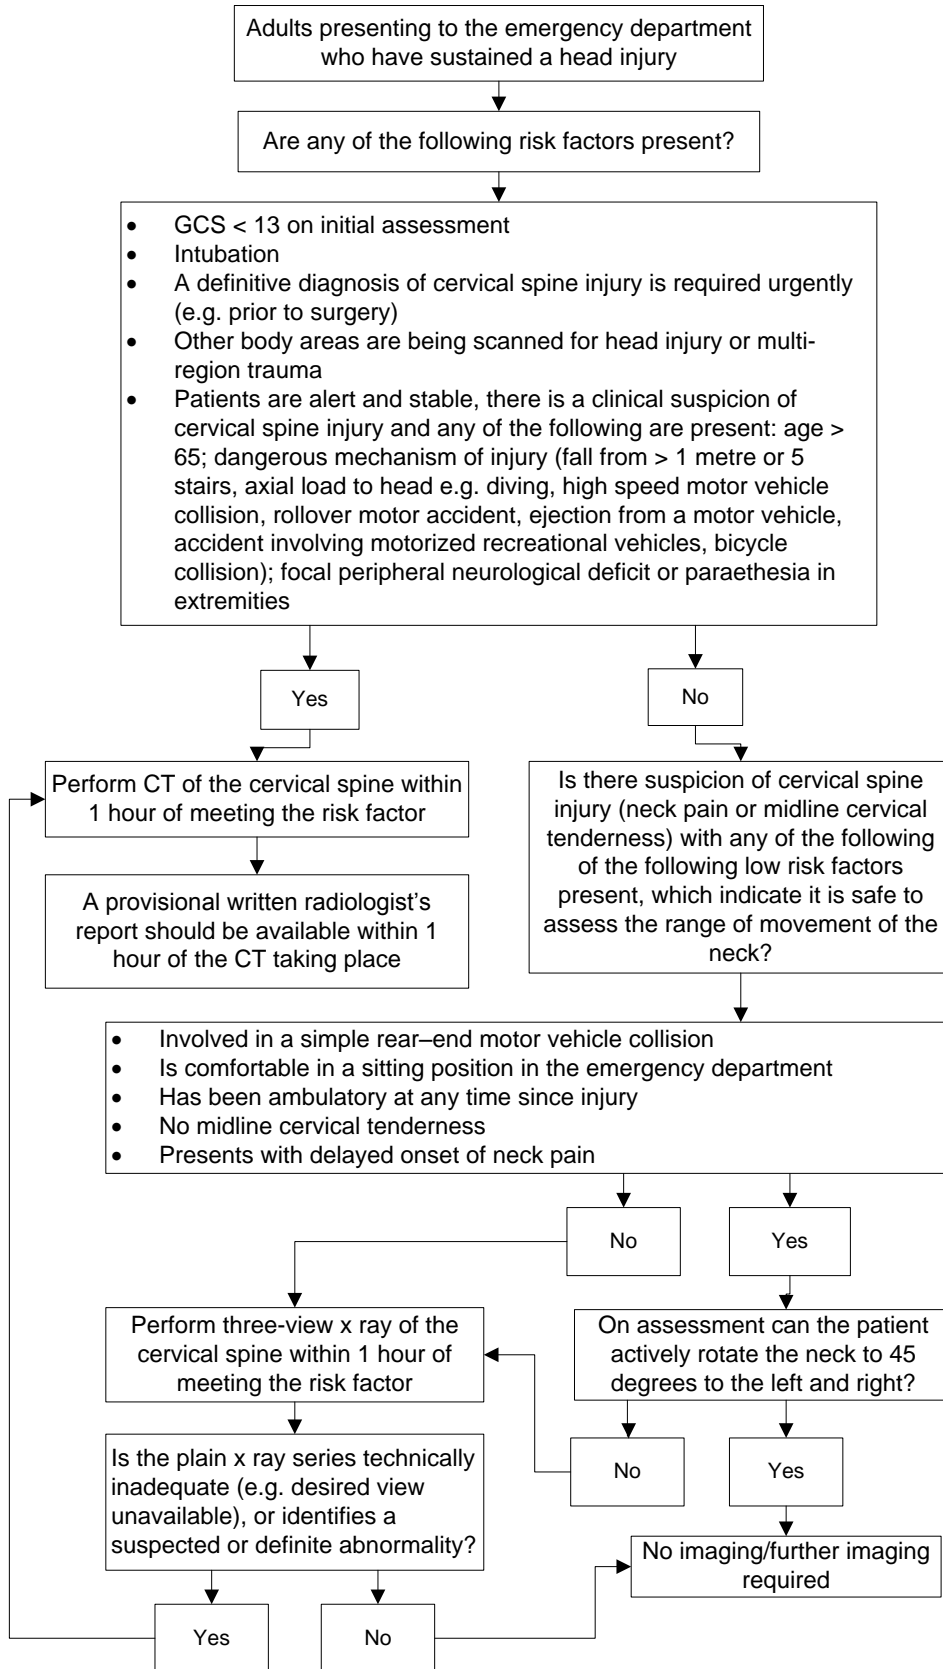 Adults presenting to the emergency department
who have sustained a head injury
Are any of the following risk factors present?
• GCS < 13 on initial assessment
• Intubation
• A definitive diagnosis of cervical spine injury is required urgently
(e.g. prior to surgery)
• Other body areas are being scanned for head injury or multi-
region trauma
• Patients are alert and stable, there is a clinical suspicion of
cervical spine injury and any of the following are present: age >
65; dangerous mechanism of injury (fall from > 1 metre or 5
stairs, axial load to head e.g. diving, high speed motor vehicle
collision, rollover motor accident, ejection from a motor vehicle,
accident involving motorized recreational vehicles, bicycle
collision); focal peripheral neurological deficit or paraethesia in
extremities
Yes
No
Perform CT of the cervical spine within
1 hour of meeting the risk factor
A provisional written radiologist's
report should be available within 1
hour of the CT taking place
Is there suspicion of cervical spine
injury (neck pain or midline cervical
tenderness) with any of the following
of the following low risk factors
present, which indicate it is safe to
assess the range of movement of the
neck?
• Involved in a simple rear–end motor vehicle collision
• Is comfortable in a sitting position in the emergency department
• Has been ambulatory at any time since injury
• No midline cervical tenderness
• Presents with delayed onset of neck pain
No
Yes
Perform three-view x ray of the
cervical spine within 1 hour of
meeting the risk factor
On assessment can the patient
actively rotate the neck to 45
degrees to the left and right?
Is the plain x ray series technically
inadequate (e.g. desired view
unavailable), or identifies a
suspected or definite abnormality?
No
Yes
No imaging/further imaging
required
Yes
No